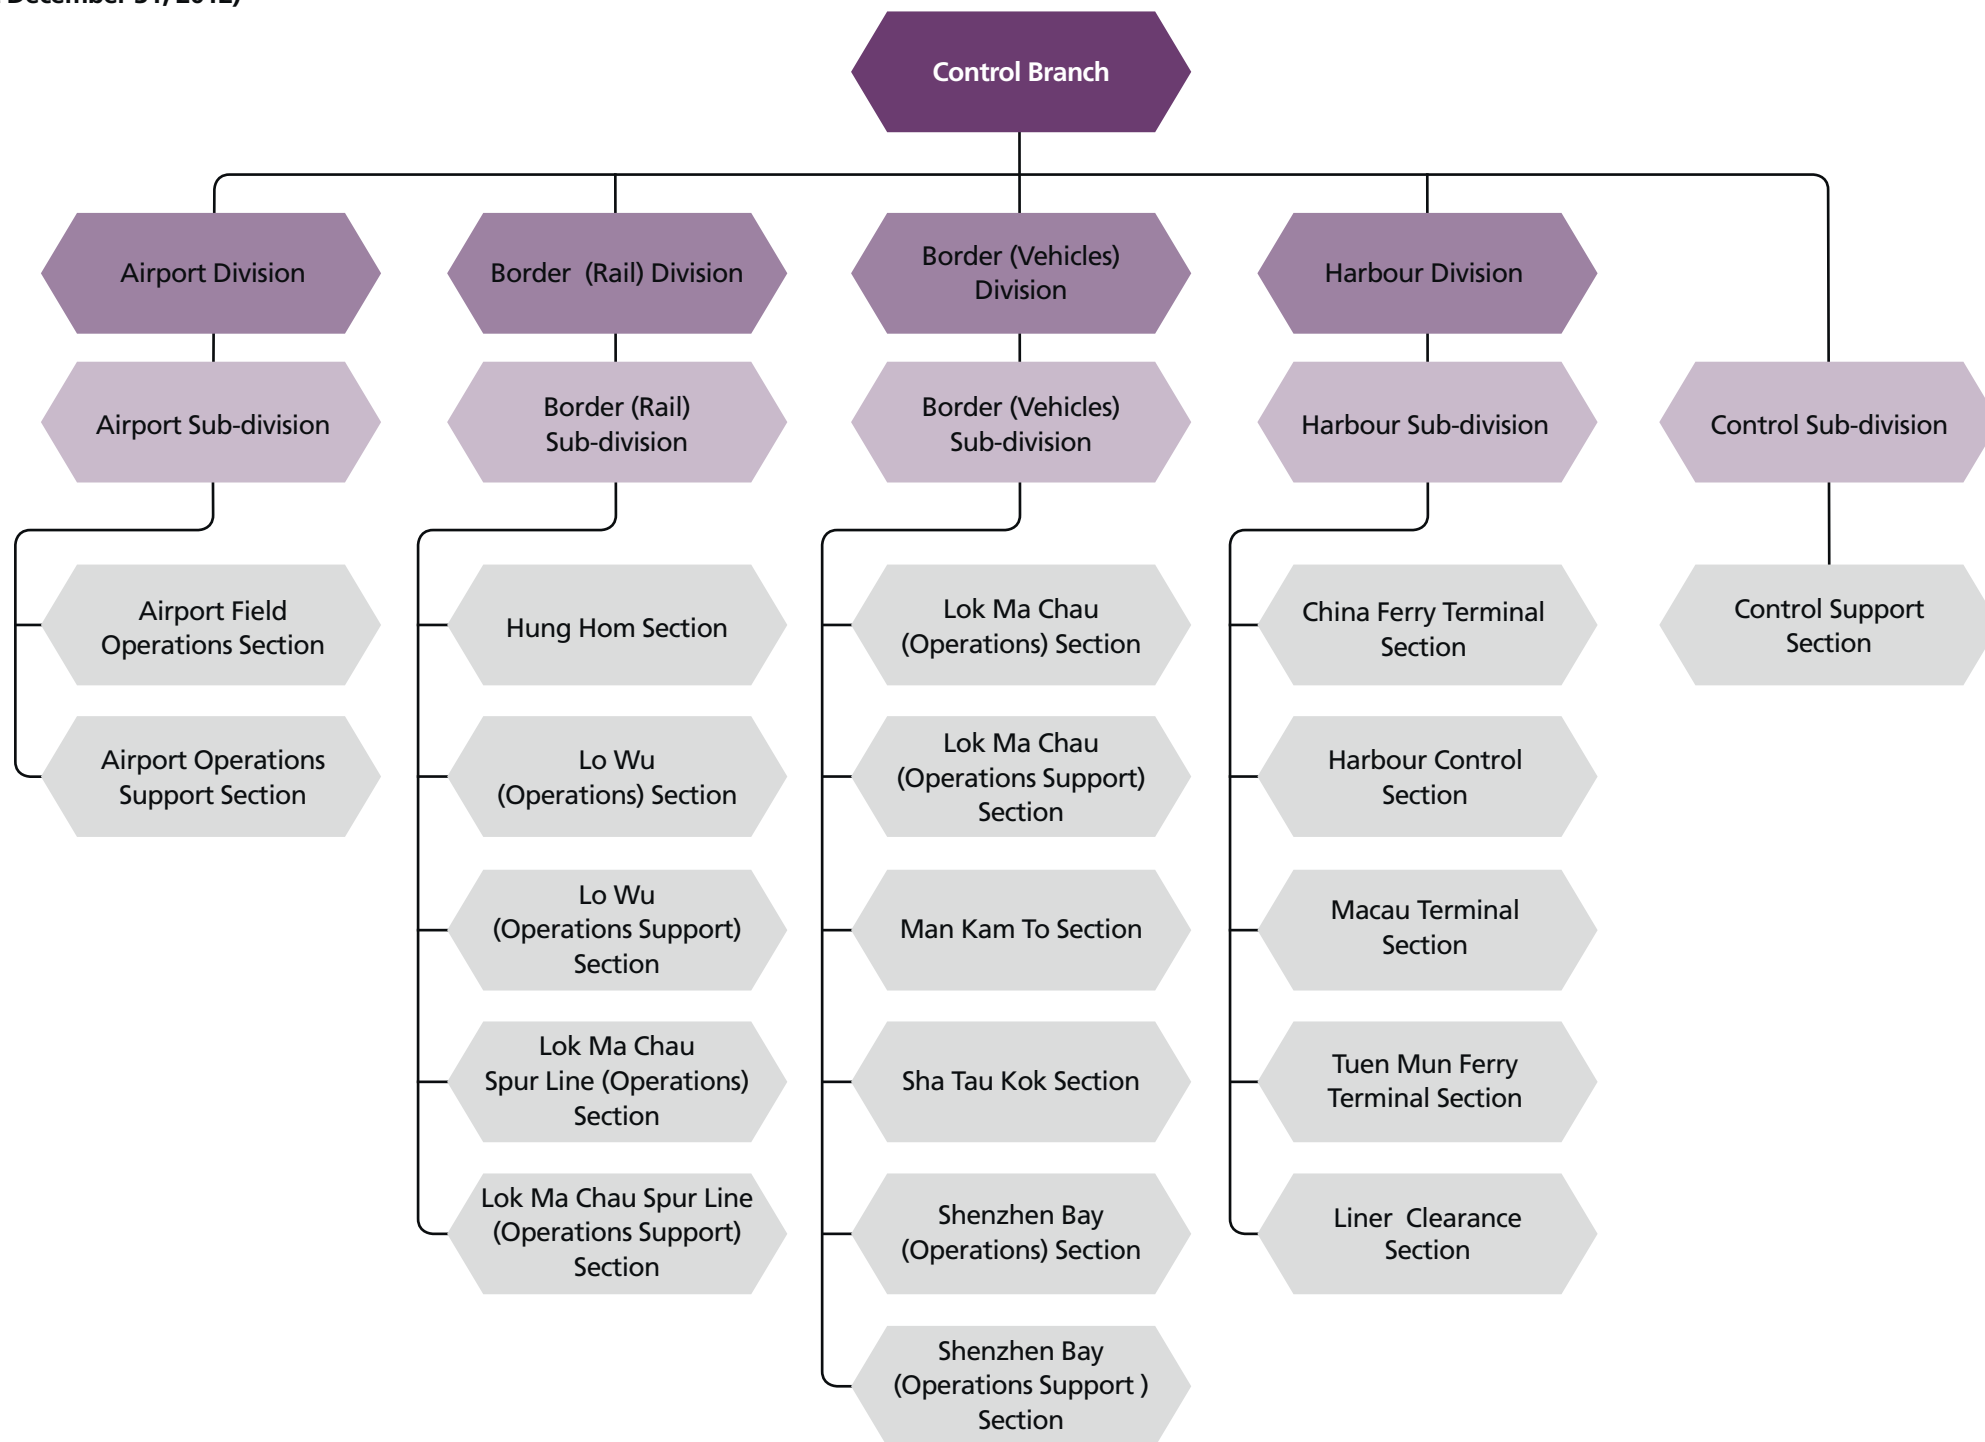 December 31, 2012)
Control Branch
Airport Division
Border (Rail) Division
Border (Vehicles)
Division
Harbour Division
Airport Sub-division
Border (Rail)
Sub-division
Border (Vehicles)
Sub-division
Harbour Sub-division
Control Sub-division
Airport Field
Operations Section
Airport Operations
Support Section
Hung Hom Section
Lo Wu
(Operations) Section
Lo Wu
(Operations Support)
Section
Lok Ma Chau
Spur Line (Operations)
Section
Lok Ma Chau Spur Line
(Operations Support)
Section
Lok Ma Chau
(Operations) Section
Lok Ma Chau
(Operations Support)
Section
Man Kam To Section
Sha Tau Kok Section
Shenzhen Bay
(Operations) Section
Shenzhen Bay
(Operations Support )
Section
China Ferry Terminal
Section
Harbour Control
Section
Macau Terminal
Section
Tuen Mun Ferry
Terminal Section
Liner Clearance
Section
Control Support
Section